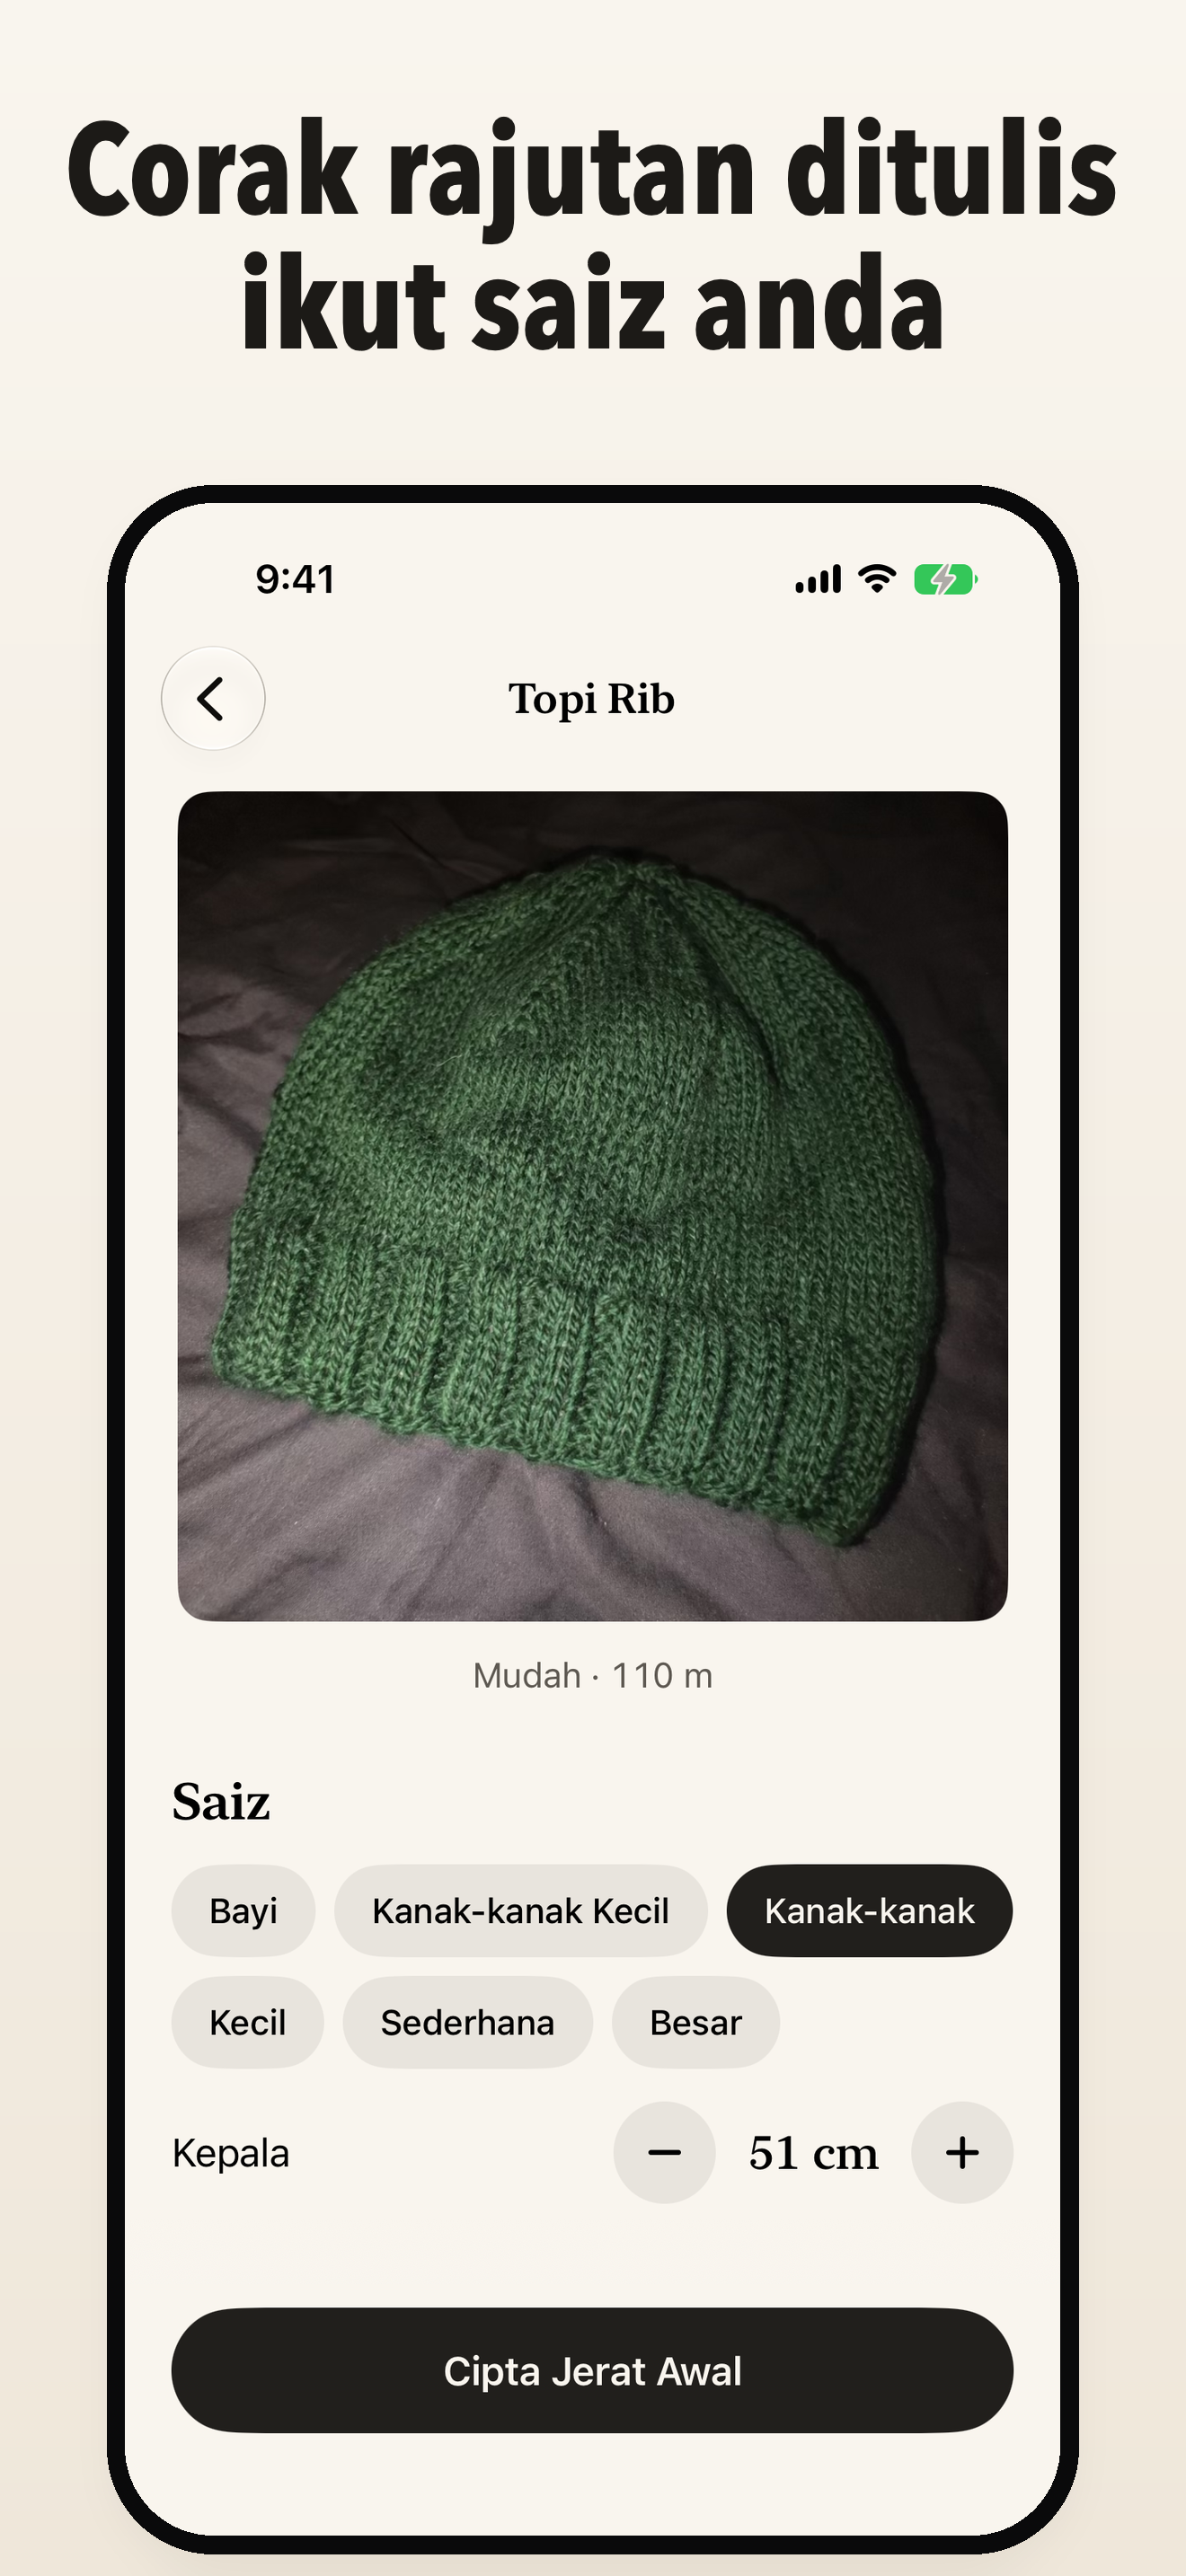 Corak rajutan ditulis
ikut saiz anda
9:41
Topi Rib
Mudah · 110 m
Saiz
Bayi
Kanak-kanak Kecil
Kanak-kanak
Kecil
Sederhana
Besar
Kepala
51 cm
Cipta Jerat Awal